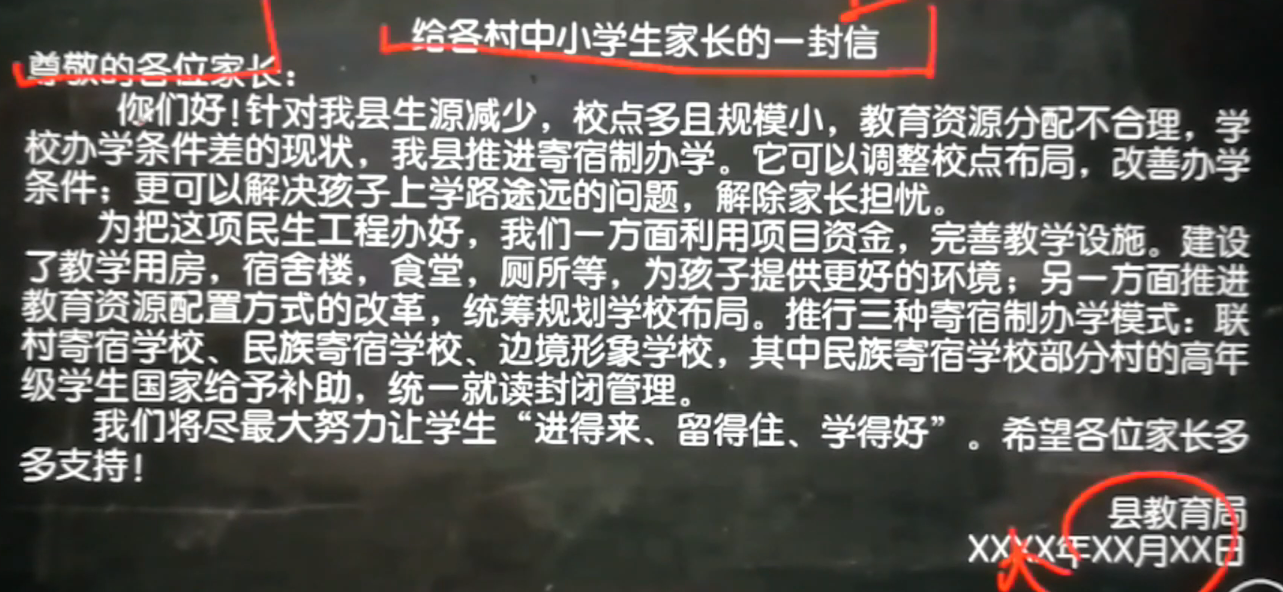 给各村中小学生家长的一封信
尊敬的各位家长：
你们好！针对我县生源减少，校点多且规模小，教育资源分配不合理，学
校办学条件差的现状，我县推进寄宿制办学。它可以调整校点布局，改善办学
条件；更可以解决孩子上学路途远的问题，解除家长担忧。
为把这项民生工程办好，我们一方面利用项目资金，完善教学设施。建设
了教学用房，宿舍楼，食堂，厕所等，为孩子提供更好的环境；另一方面推进
教育资源配置方式的改革，统筹规划学校布局。推行三种寄宿制办学模式：联
村寄宿学校、民族寄宿学校、边境形象学校，其中民族寄宿学校部分村的高年
级学生国家给予补助，统一就读封闭管理。
我们将尽最大努力让学生“进得来、留得住、学得好”。希望各位家长多
多支持！
县教育局
XXXX年XX月XX日